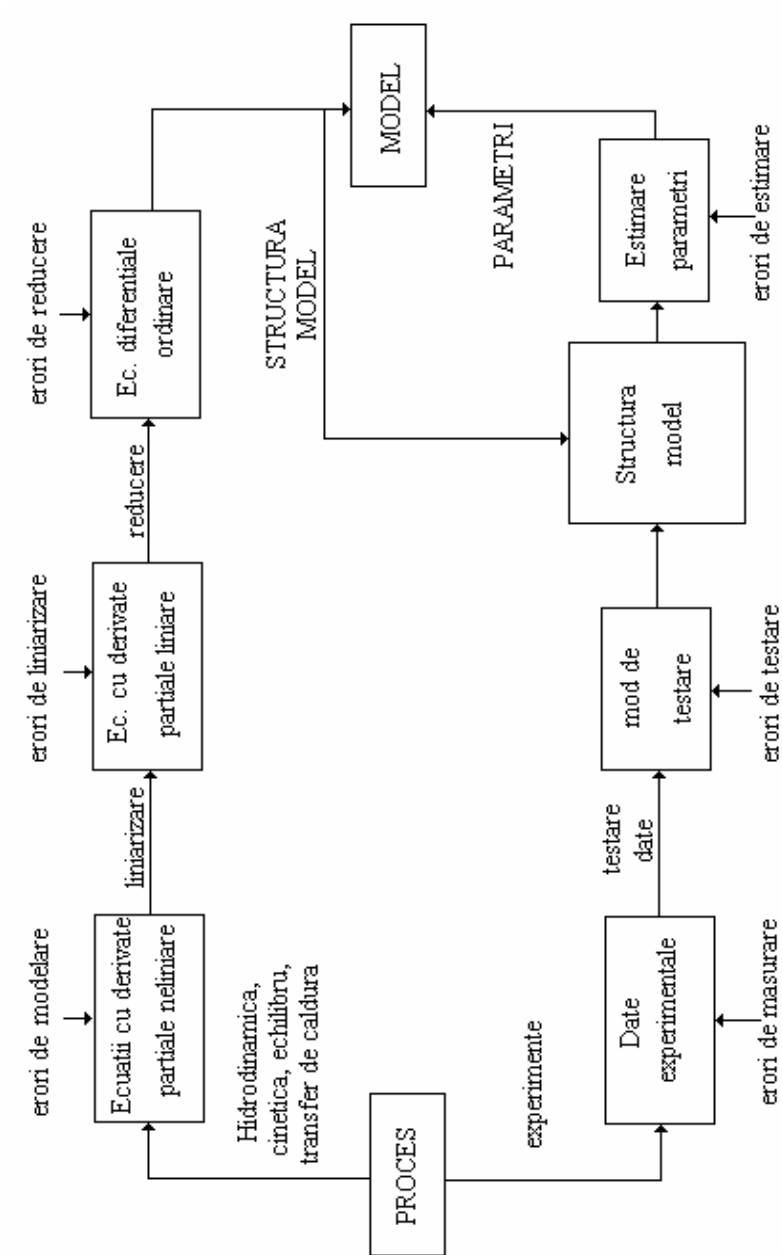 erori de modelare
erori de liniarizare
erori de reducere
Ecuatii cu derivate
partiale neliniare
liniarizare
Ec. cu derivate
partiale liniare
reducere
Ec. diferentiale
ordinare
Hidrodinamica,
cinetica, echilibru,
transfer de caldura
STRUCTURA
MODEL
PROCES
MODEL
experimente
PARAMETRI
Date
experimentale
testare
date
mod de
testare
Structura
model
Estimare
parametri
erori de masurare
erori de testare
erori de estimare